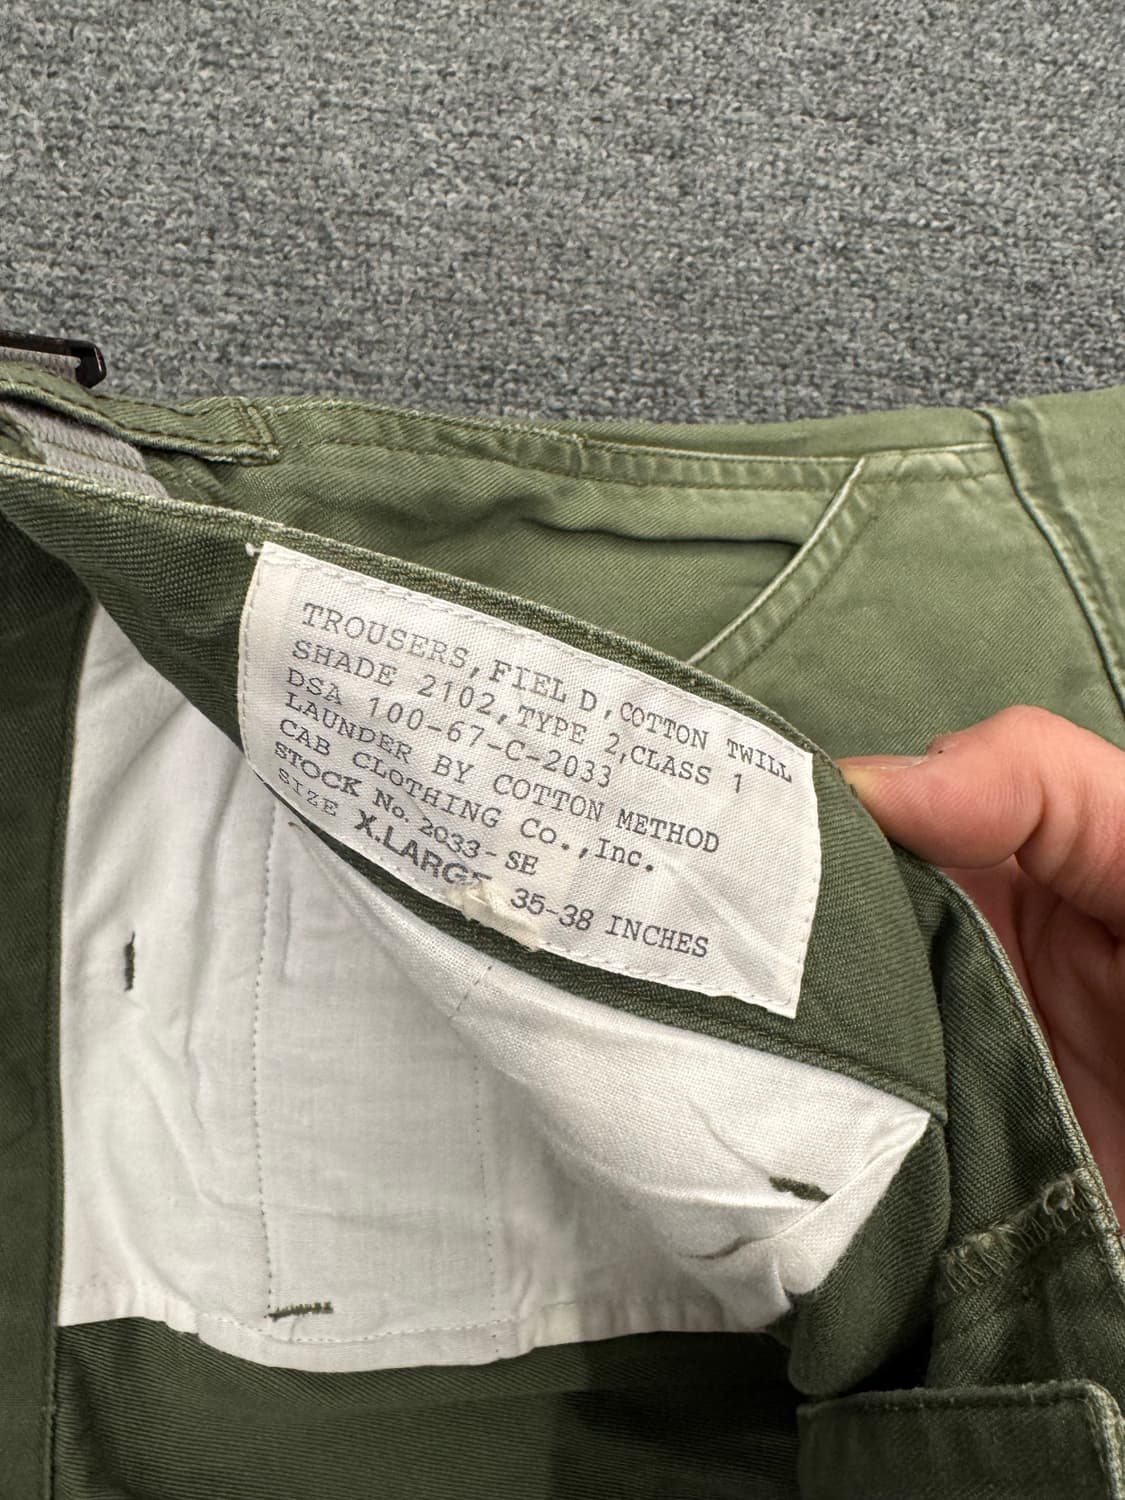 TROUSERS, FIELD, COTTON TWILL
SHADE 2102, TYPE 2, CLASS 1
DSA 100-67-C-2033
LAUNDER BY COTTON METHOD
CAB CLOTHING Co., Inc.
STOCK No. 2033-SE
SIZE X.LARGE 35-38 INCHES